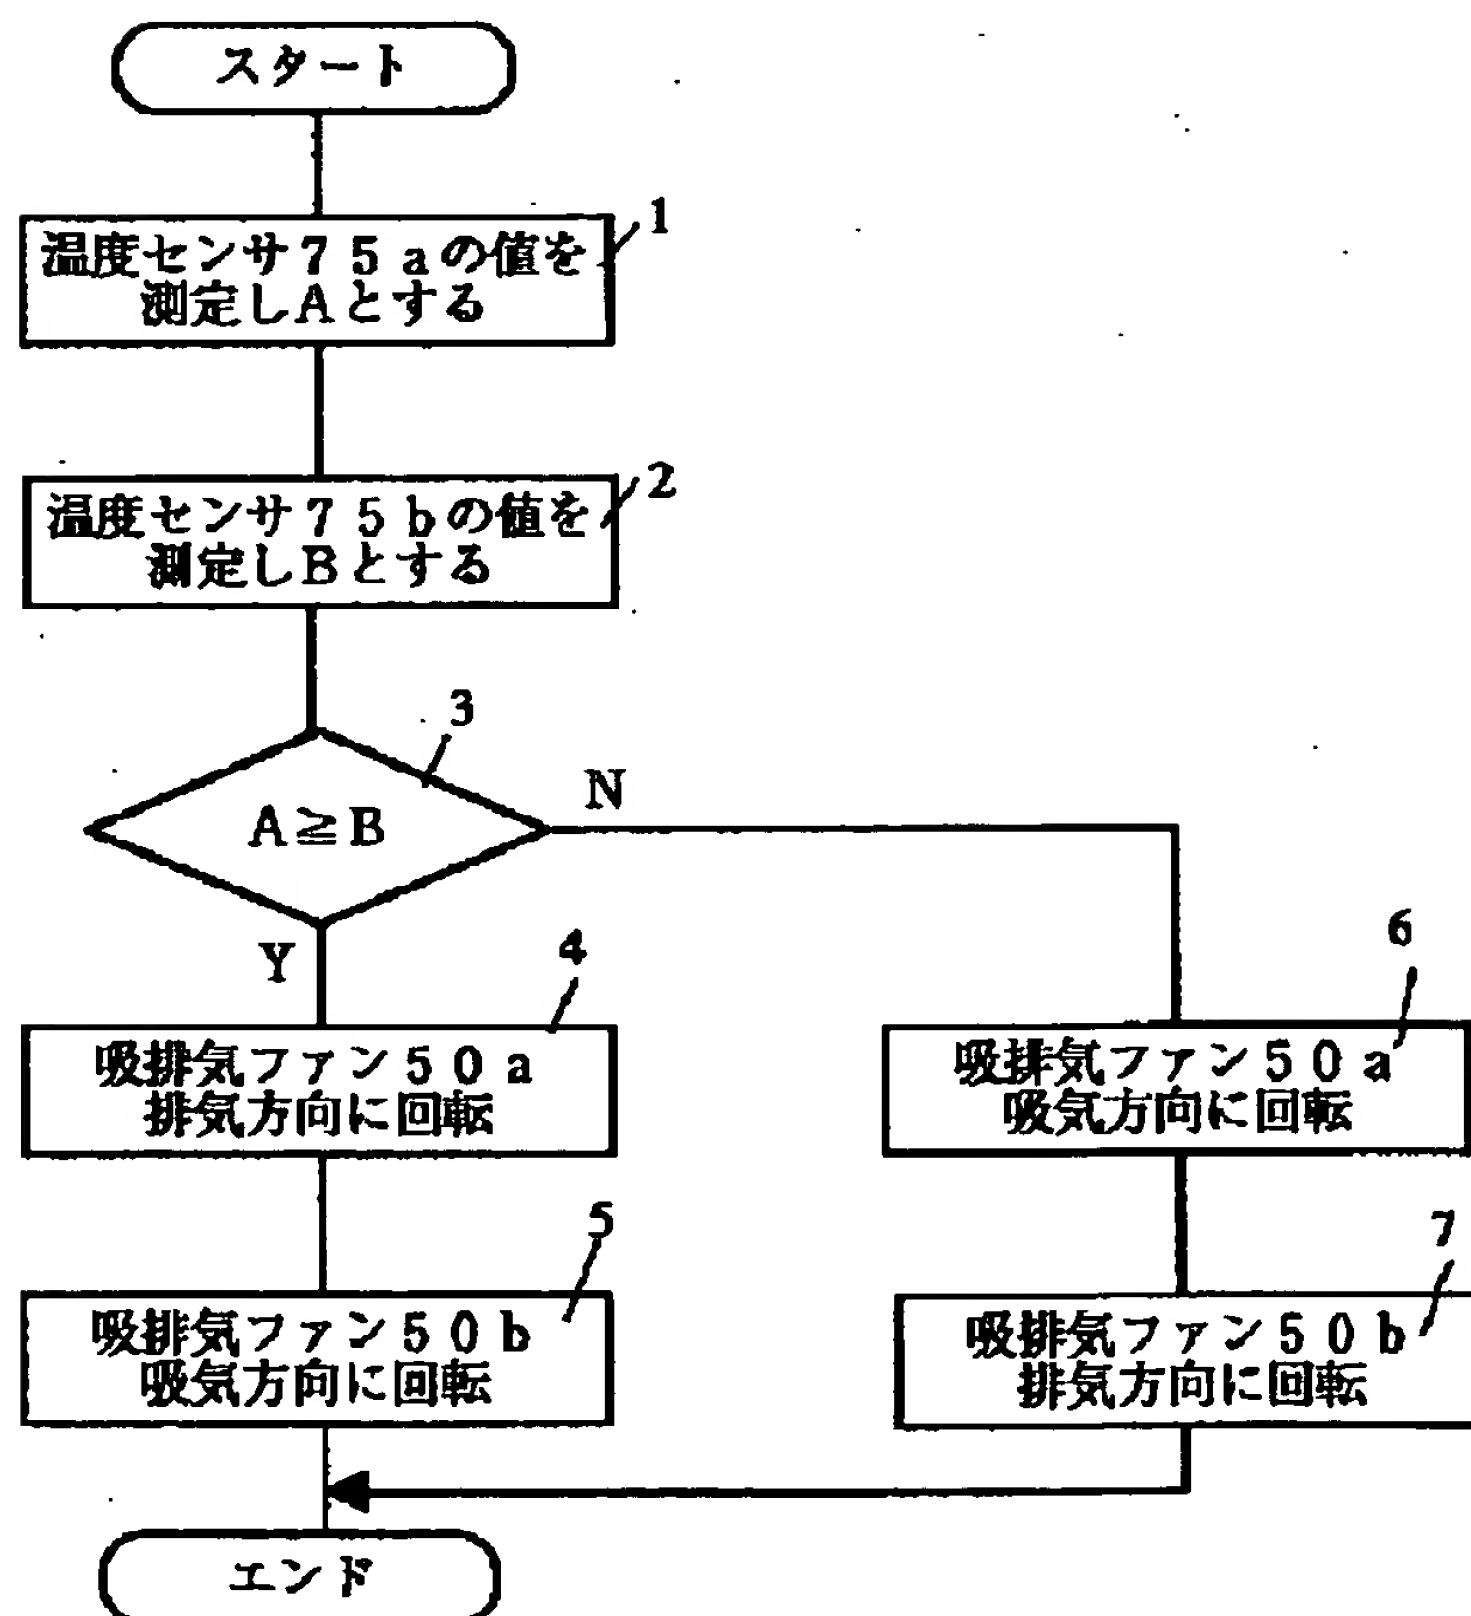 スタート
1
温度センサ７５aの値を
測定しAとする
2
温度センサ７５bの値を
測定しBとする
3
A≧B
N
Y
4
吸排気ファン５０a
排気方向に回転
5
吸排気ファン５０b
吸気方向に回転
6
吸排気ファン５０a
吸気方向に回転
7
吸排気ファン５０b
排気方向に回転
エンド